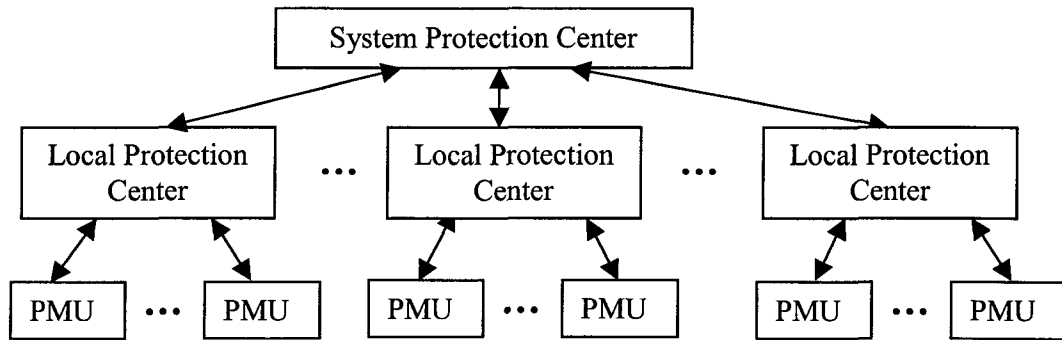 System Protection Center
Local Protection
Center
...
Local Protection
Center
...
Local Protection
Center
PMU ... PMU
PMU ... PMU
PMU ... PMU